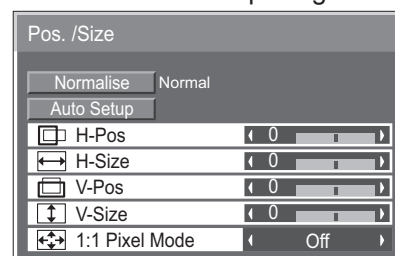 Pos. /Size
Normalise Normal
Auto Setup
H-Pos 0
H-Size 0
V-Pos 0
V-Size 0
1:1 Pixel Mode Off